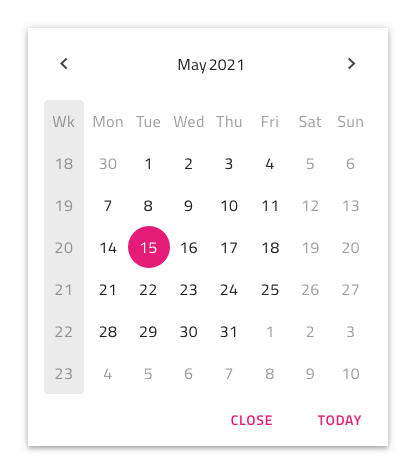 May 2021
Wk Mon Tue Wed Thu Fri Sat Sun
18 30 1 2 3 4 5 6
19 7 8 9 10 11 12 13
20 14 15 16 17 18 19 20
21 21 22 23 24 25 26 27
22 28 29 30 31 1 2 3
23 4 5 6 7 8 9 10
CLOSE TODAY